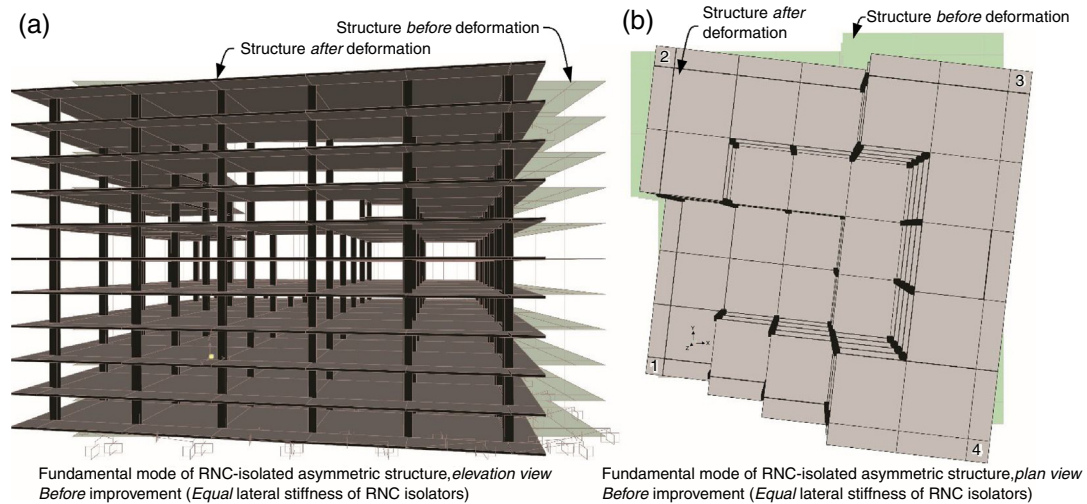 (a)
Structure before deformation
Structure after deformation
Fundamental mode of RNC-isolated asymmetric structure,elevation view
Before improvement (Equal lateral stiffness of RNC isolators)
(b)
Structure after
deformation
Structure before deformation
2
3
Y
Z
X
1
4
Fundamental mode of RNC-isolated asymmetric structure,plan view
Before improvement (Equal lateral stiffness of RNC isolators)